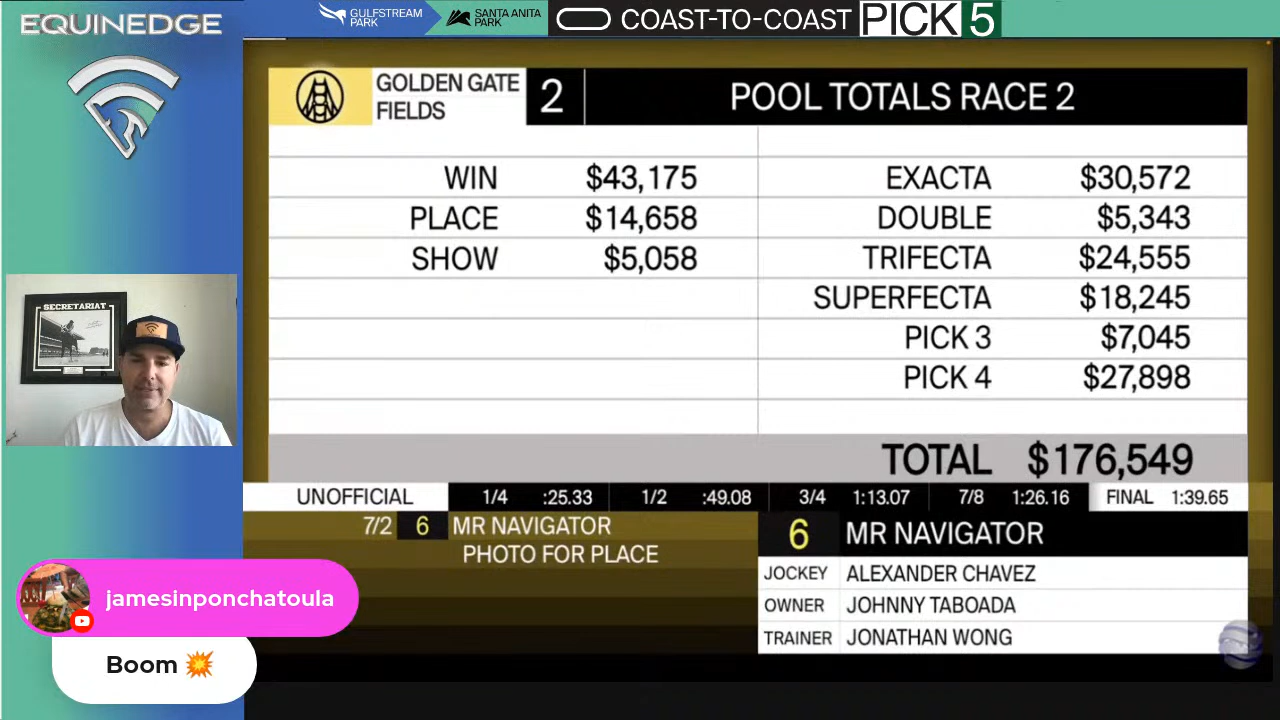 EQUINEDGE
GULFSTREAM PARK
SANTA ANITA PARK
COAST-TO-COAST PICK 5
GOLDEN GATE FIELDS
2
POOL TOTALS RACE 2
WIN $43,175
PLACE $14,658
SHOW $5,058
EXACTA $30,572
DOUBLE $5,343
TRIFECTA $24,555
SUPERFECTA $18,245
PICK 3 $7,045
PICK 4 $27,898
TOTAL $176,549
UNOFFICIAL 1/4 :25.33 1/2 :49.08 3/4 1:13.07 7/8 1:26.16 FINAL 1:39.65
7/2 6 MR NAVIGATOR
PHOTO FOR PLACE
6 MR NAVIGATOR
JOCKEY ALEXANDER CHAVEZ
OWNER JOHNNY TABOADA
TRAINER JONATHAN WONG
SECRETARIAT
jamesinponchatoula
Boom 💥